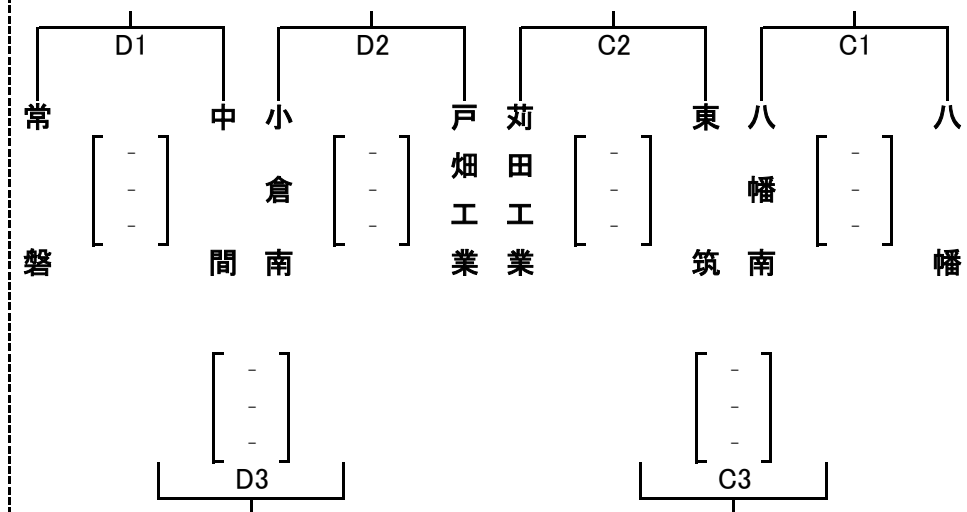 D1
D2
C2
C1
常磐
中間
小倉南
戸畑工業
苅田工業
東筑
八幡南
八幡
- - - -
- - - -
- - - -
- -
- -
- -
D3
C3